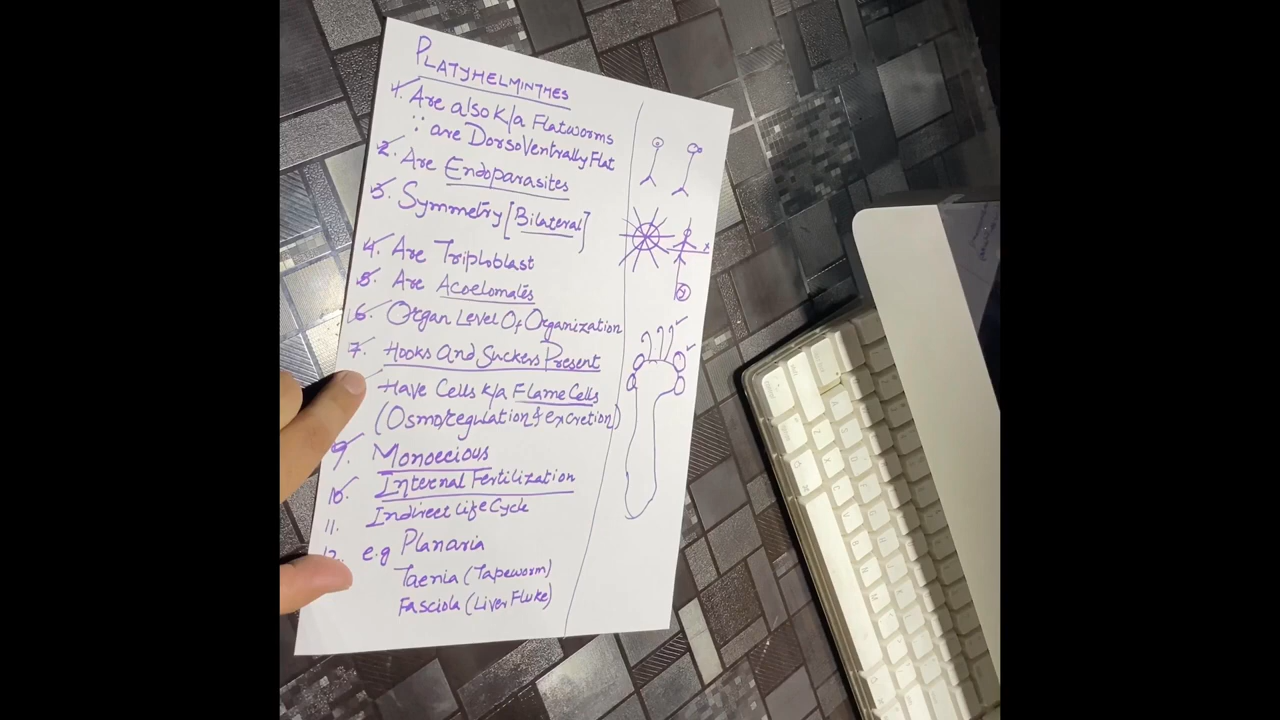 PLATYHELMINTHES
1. Are also K/a Flatworms
∵ are DorsoVentrally Flat
2. Are Endoparasites
3. Symmetry [Bilateral]
4. Are Triploblast
5. Are Acoelomates
6. Organ Level Of Organization
7. Hooks And Suckers Present
Have Cells K/a Flame Cells
(Osmoregulation & excretion)
9. Monoecious
10. Internal Fertilization
11. Indirect Life Cycle
12. e.g Planaria
Taenia (Tapeworm)
Fasciola (Liver Fluke)